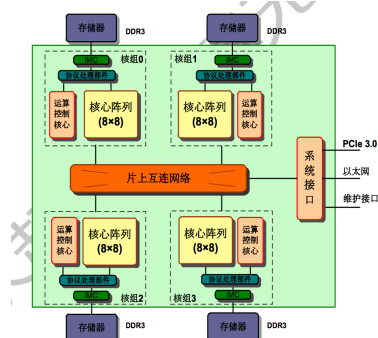 存储器 DDR3
存储器 DDR3
IMC 核组0
核组1 IMC
协议处理部件
协议处理部件
运算
控制
核心
核心阵列
(8×8)
核心阵列
(8×8)
运算
控制
核心
片上互连网络
系
统
接
口
PCIe 3.0
以太网
维护接口
运算
控制
核心
核心阵列
(8×8)
核心阵列
(8×8)
运算
控制
核心
协议处理部件
协议处理部件
IMC 核组2
核组3 IMC
存储器 DDR3
存储器 DDR3